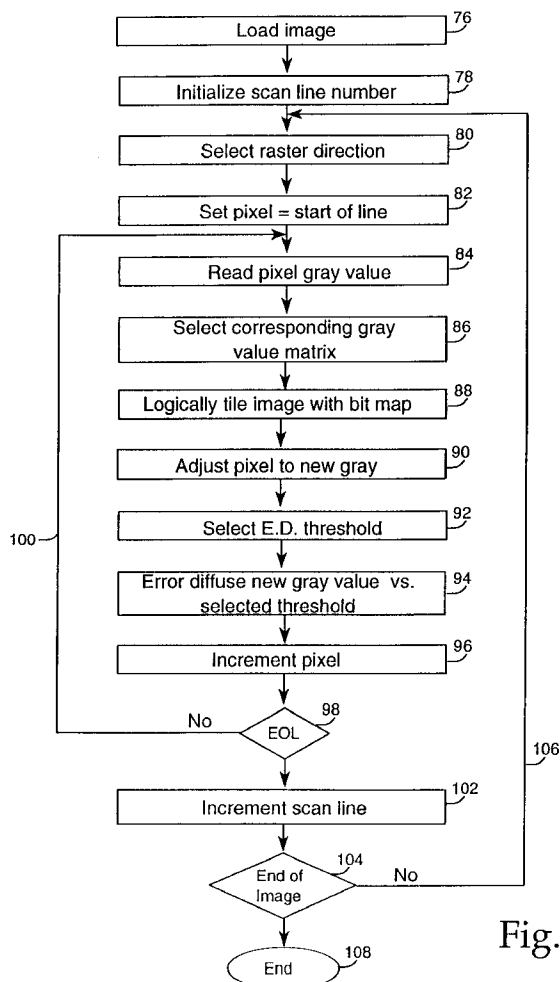 Load image
76
Initialize scan line number
78
Select raster direction
80
Set pixel = start of line
82
Read pixel gray value
84
Select corresponding gray
value matrix
86
Logically tile image with bit map
88
Adjust pixel to new gray
90
100
Select E.D. threshold
92
Error diffuse new gray value vs.
selected threshold
94
Increment pixel
96
No
EOL
98
106
Increment scan line
102
End of
Image
104
No
Fig.
End
108